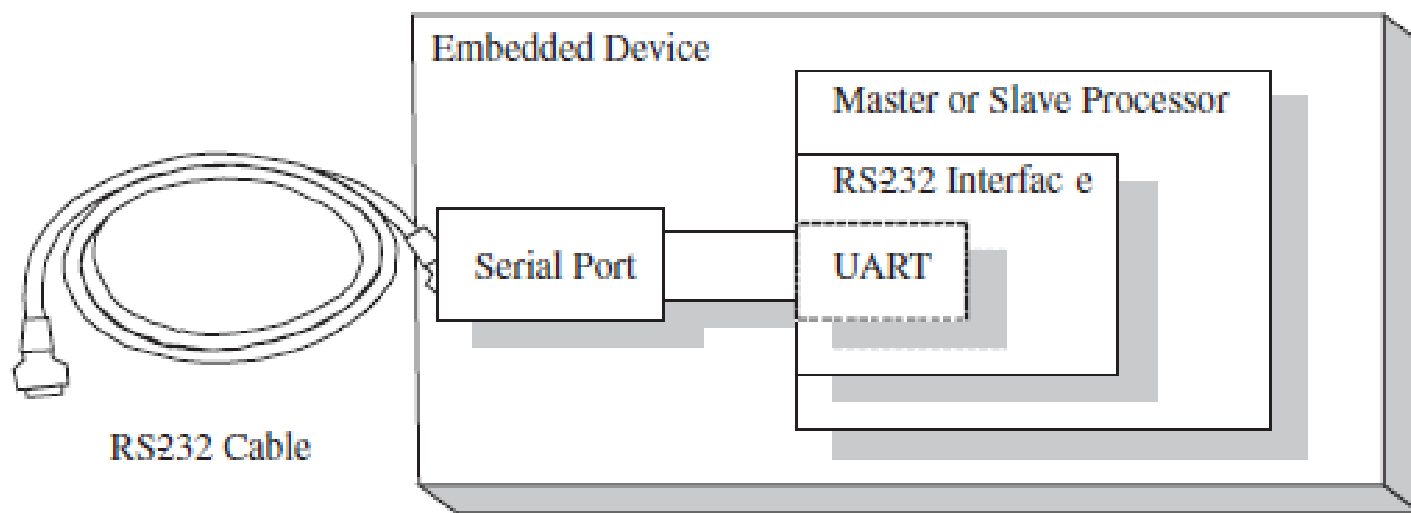 Embedded Device
Master or Slave Processor
RS232 Interfac e
Serial Port
UART
RS232 Cable